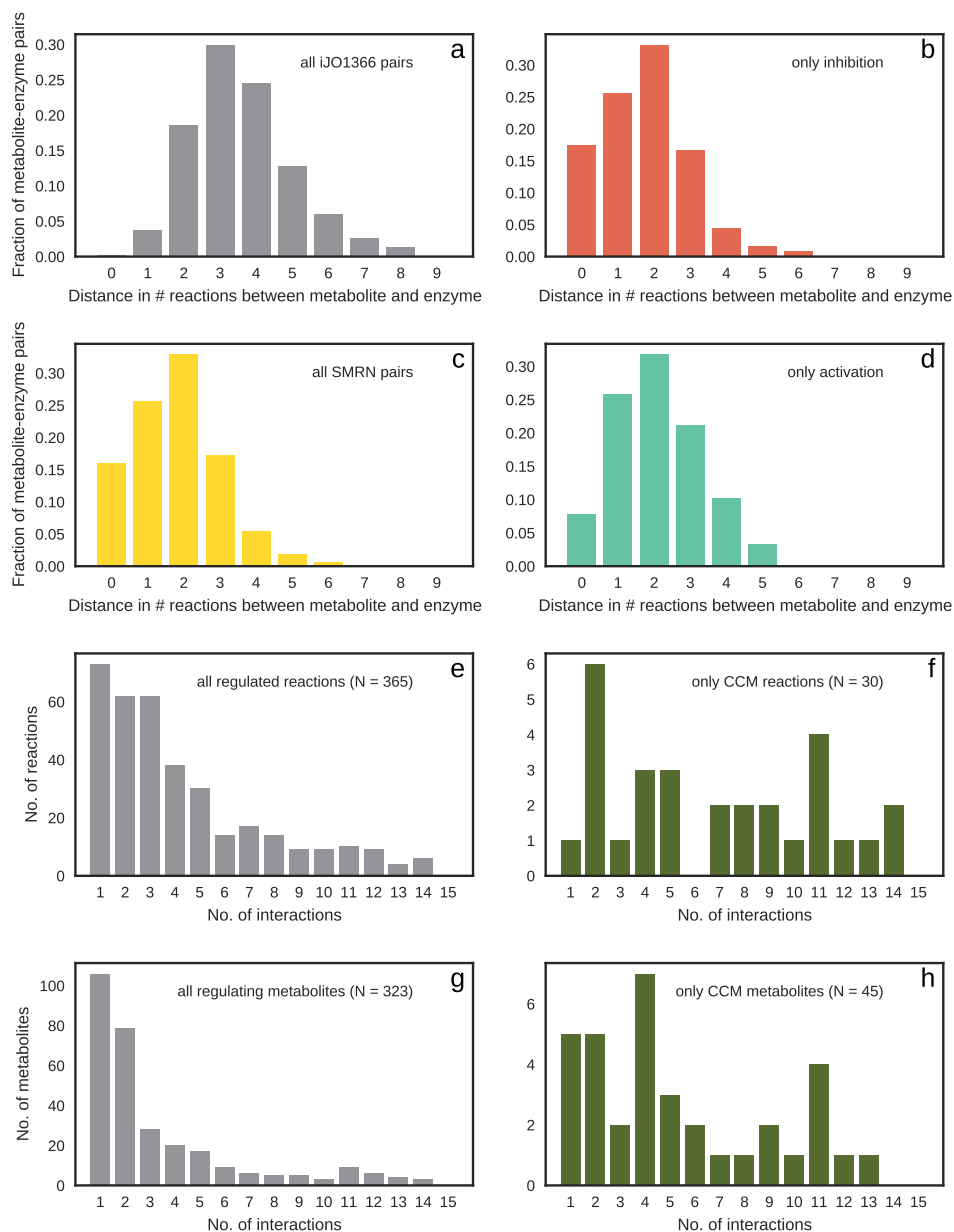 a
all iJO1366 pairs
Fraction of metabolite-enzyme pairs
0.30
0.25
0.20
0.15
0.10
0.05
0.00
0 1 2 3 4 5 6 7 8 9
Distance in # reactions between metabolite and enzyme
b
only inhibition
0.30
0.25
0.20
0.15
0.10
0.05
0.00
0 1 2 3 4 5 6 7 8 9
Distance in # reactions between metabolite and enzyme
c
all SMRN pairs
Fraction of metabolite-enzyme pairs
0.30
0.25
0.20
0.15
0.10
0.05
0.00
0 1 2 3 4 5 6 7 8 9
Distance in # reactions between metabolite and enzyme
d
only activation
0.30
0.25
0.20
0.15
0.10
0.05
0.00
0 1 2 3 4 5 6 7 8 9
Distance in # reactions between metabolite and enzyme
e
all regulated reactions (N = 365)
No. of reactions
60
40
20
0
1 2 3 4 5 6 7 8 9 10 11 12 13 14 15
No. of interactions
f
only CCM reactions (N = 30)
6
5
4
3
2
1
0
1 2 3 4 5 6 7 8 9 10 11 12 13 14 15
No. of interactions
g
all regulating metabolites (N = 323)
No. of metabolites
100
80
60
40
20
0
1 2 3 4 5 6 7 8 9 10 11 12 13 14 15
No. of interactions
h
only CCM metabolites (N = 45)
6
4
2
0
1 2 3 4 5 6 7 8 9 10 11 12 13 14 15
No. of interactions